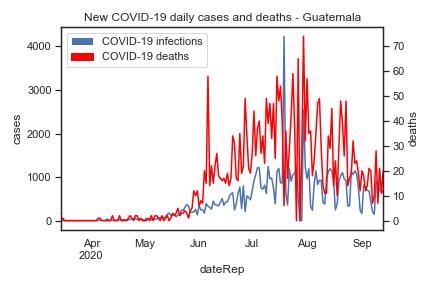 New COVID-19 daily cases and deaths - Guatemala
COVID-19 infections
COVID-19 deaths
4000
3000
2000
1000
0
cases
70
60
50
40
30
20
10
0
deaths
Apr
2020
May
Jun
Jul
Aug
Sep
dateRep